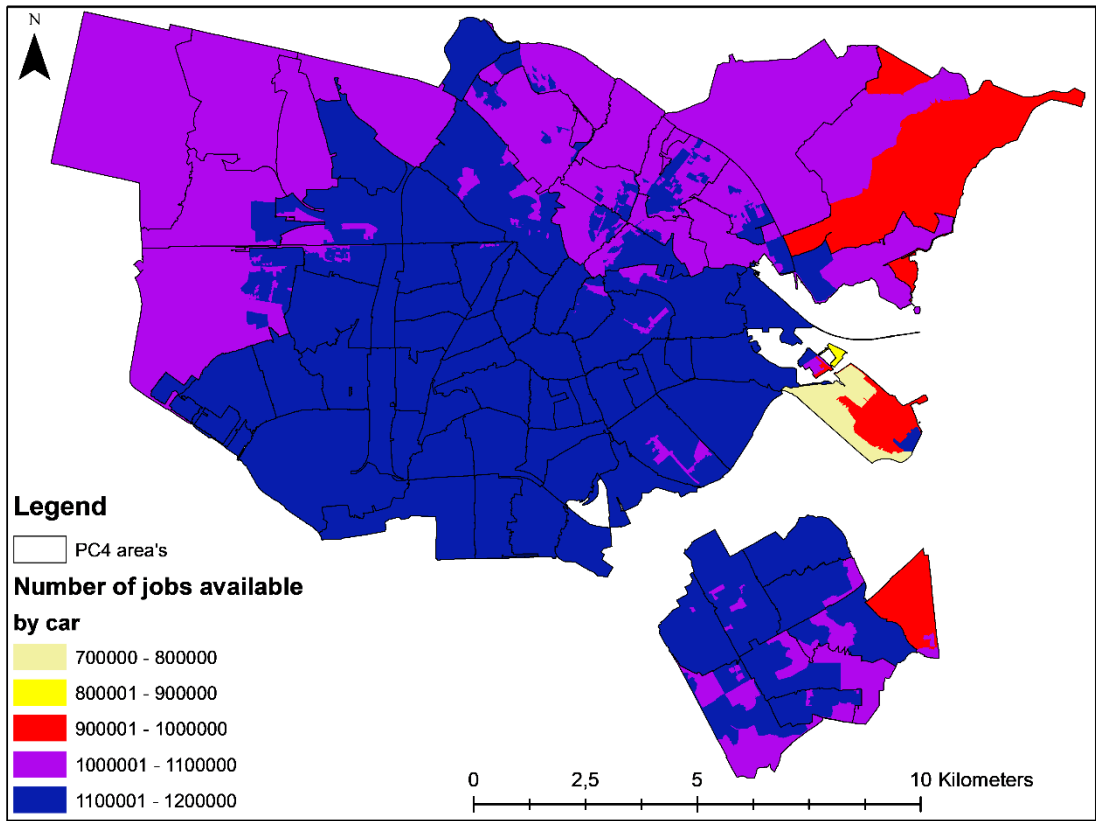 N
Legend
PC4 area's
Number of jobs available
by car
700000 - 800000
800001 - 900000
900001 - 1000000
1000001 - 1100000
1100001 - 1200000
0 2,5 5 10 Kilometers